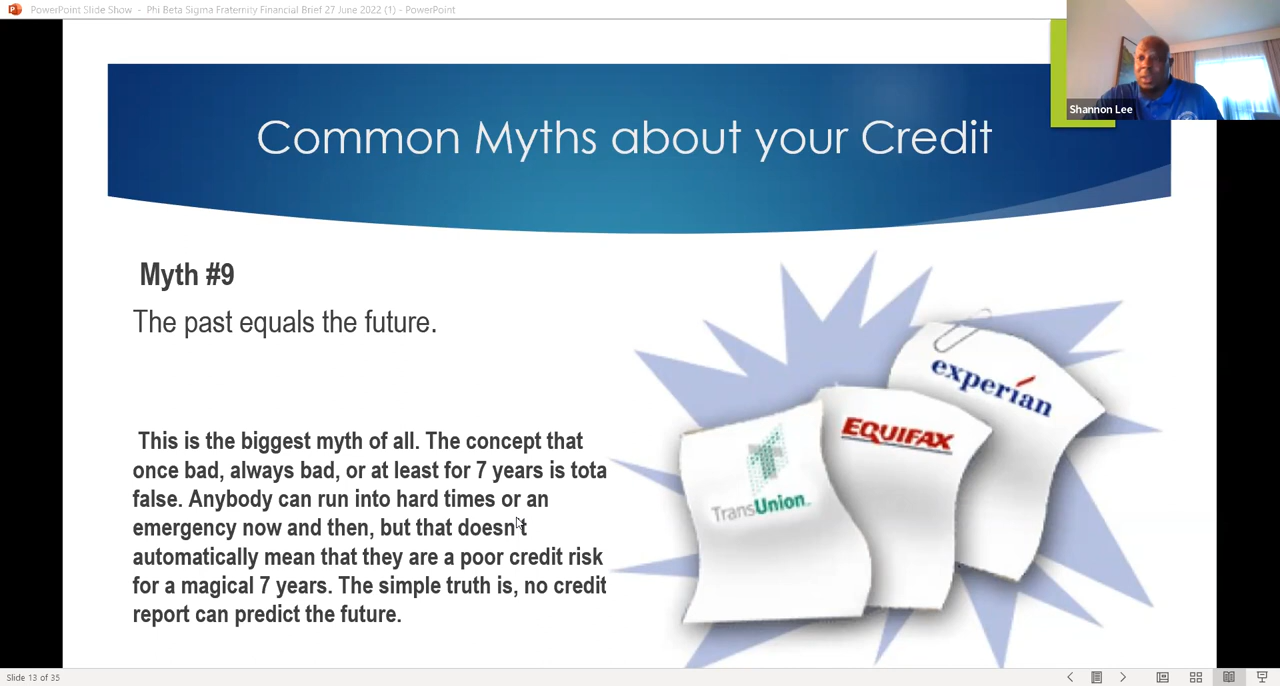 PowerPoint Slide Show - Phi Beta Sigma Fraternity Financial Brief 27 June 2022 (1) - PowerPoint
Shannon Lee
Common Myths about your Credit
Myth #9
The past equals the future.
This is the biggest myth of all. The concept that
once bad, always bad, or at least for 7 years is tota
false. Anybody can run into hard times or an
emergency now and then, but that doesn't
automatically mean that they are a poor credit risk
for a magical 7 years. The simple truth is, no credit
report can predict the future.
experian
EQUIFAX
TransUnion
Slide 13 of 35